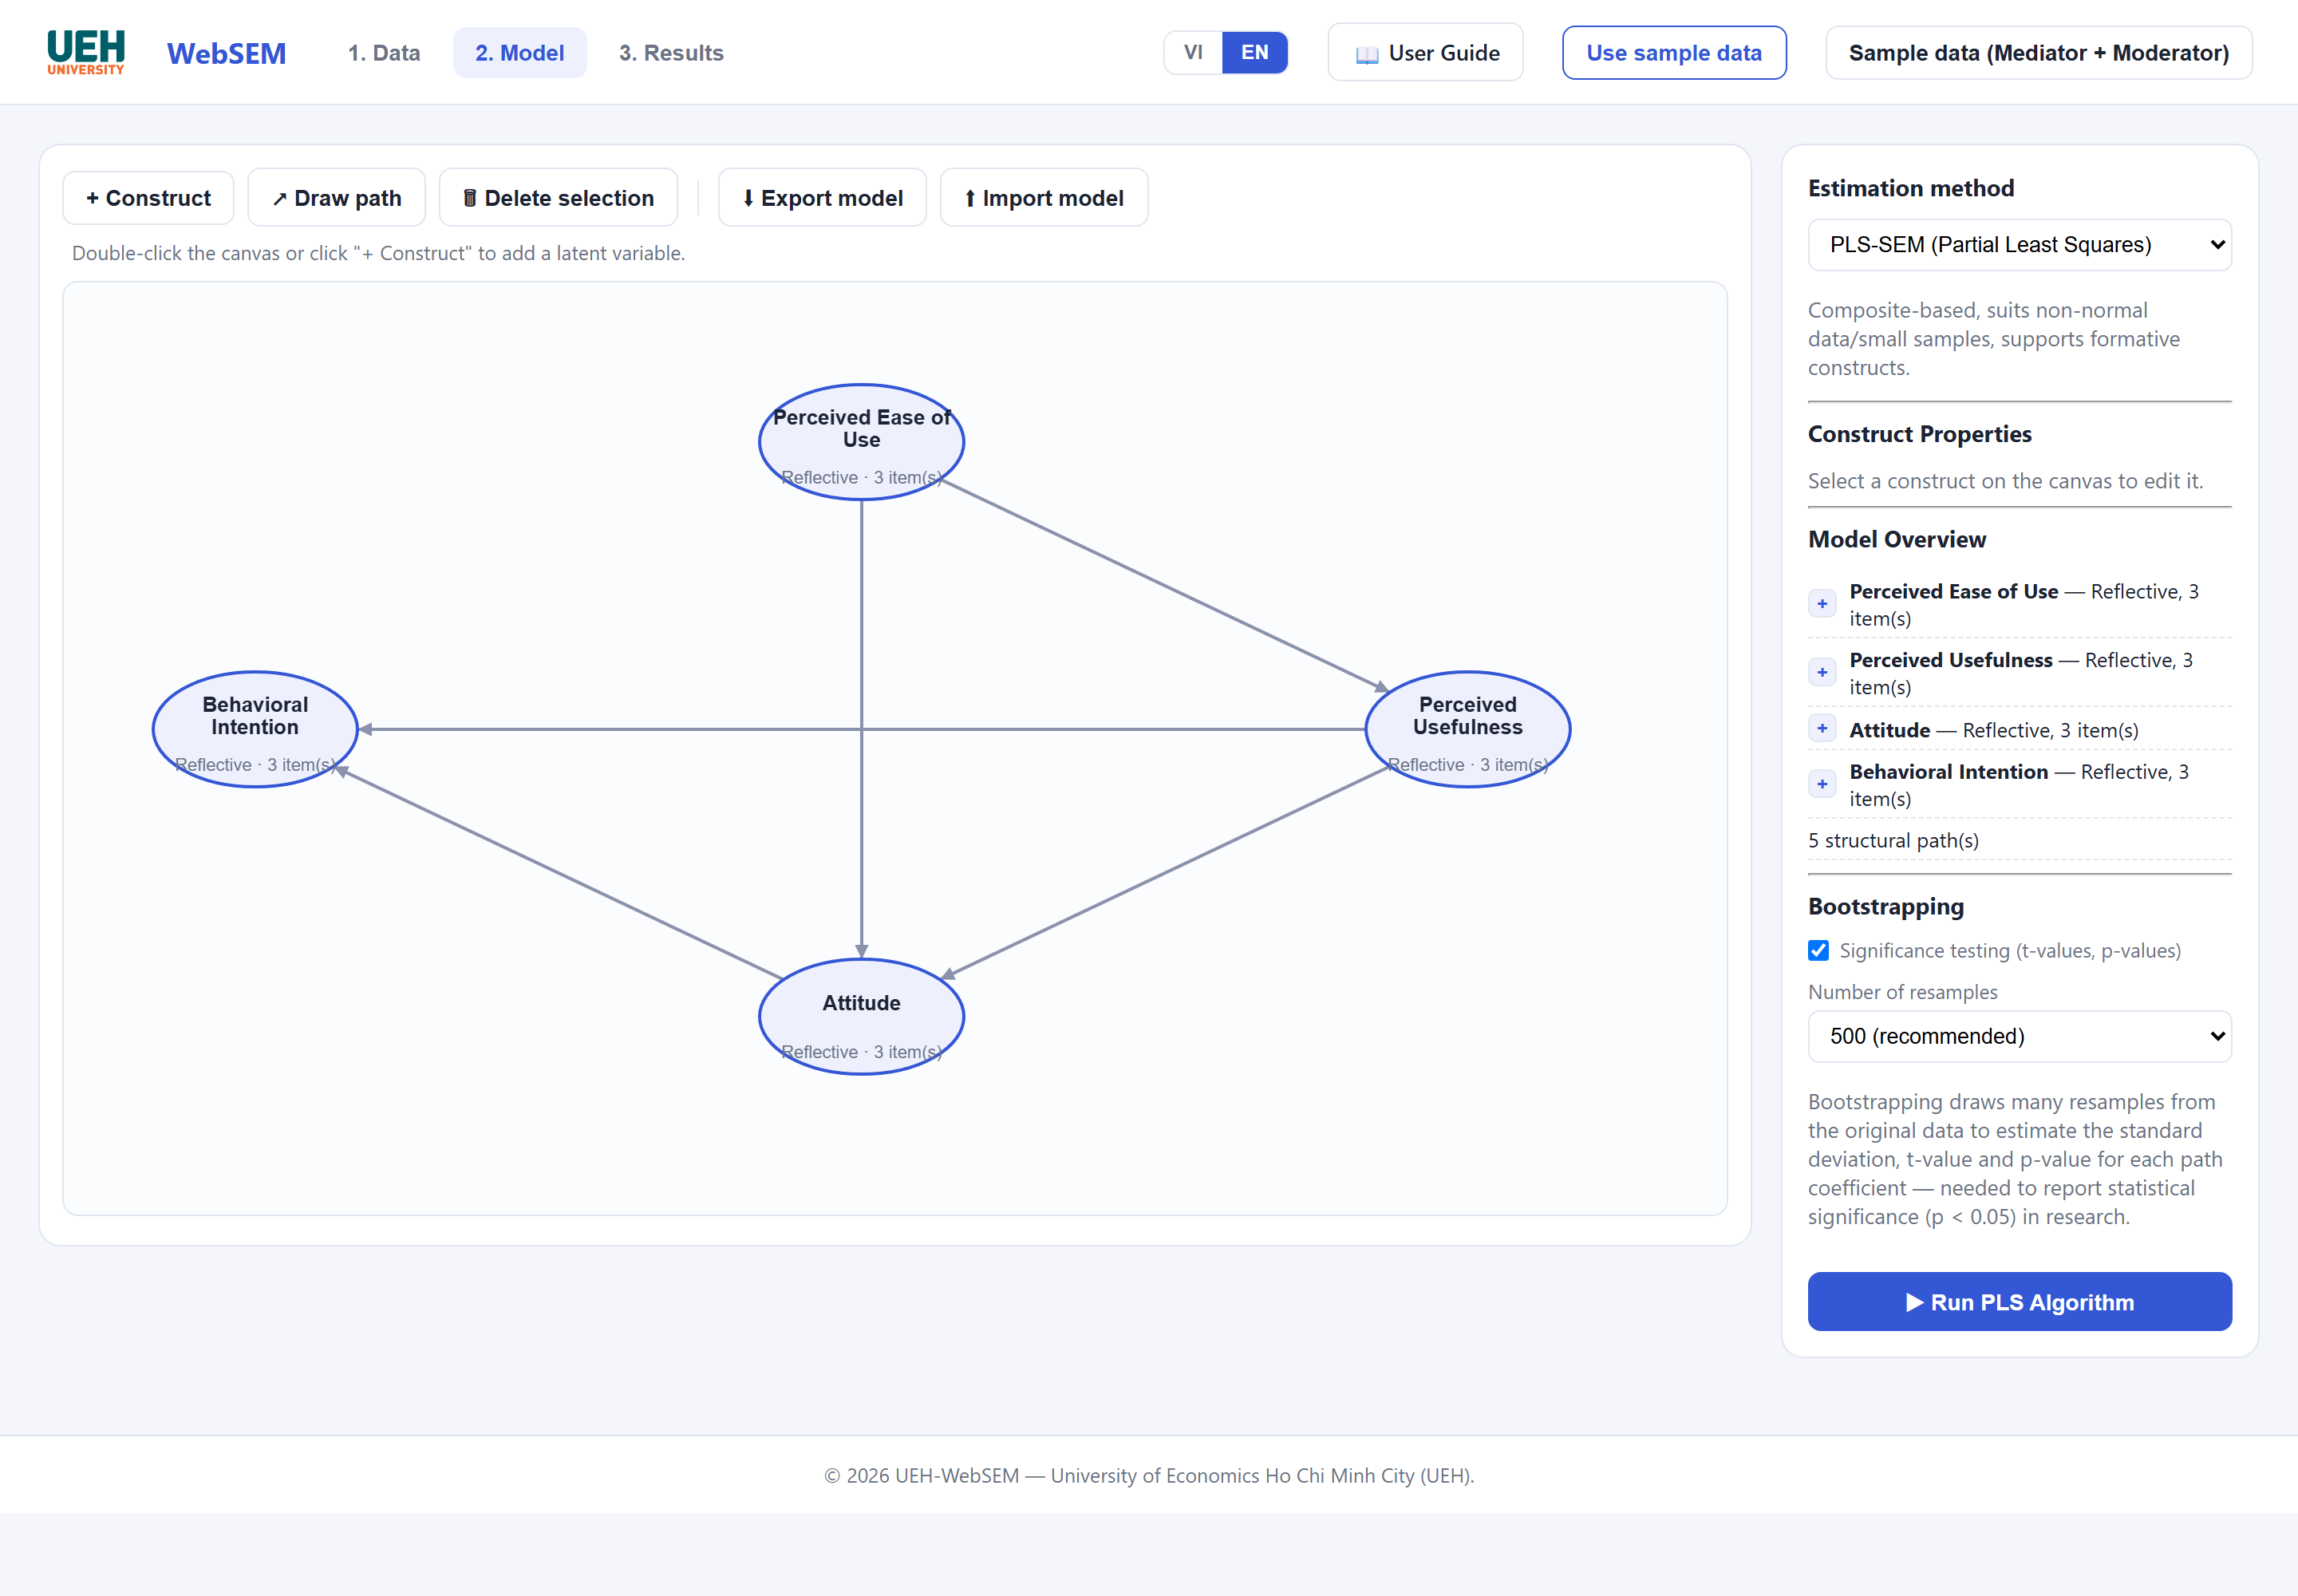 UEH
UNIVERSITY
WebSEM
1. Data
2. Model
3. Results
VI
EN
📖 User Guide
Use sample data
Sample data (Mediator + Moderator)
+ Construct
↗ Draw path
🗑 Delete selection
⬇ Export model
⬆ Import model
Double-click the canvas or click "+ Construct" to add a latent variable.
Perceived Ease of
Use
Reflective · 3 item(s)
Behavioral
Intention
Reflective · 3 item(s)
Perceived
Usefulness
Reflective · 3 item(s)
Attitude
Reflective · 3 item(s)
Estimation method
PLS-SEM (Partial Least Squares)
Composite-based, suits non-normal
data/small samples, supports formative
constructs.
Construct Properties
Select a construct on the canvas to edit it.
Model Overview
+ Perceived Ease of Use — Reflective, 3
item(s)
+ Perceived Usefulness — Reflective, 3
item(s)
+ Attitude — Reflective, 3 item(s)
+ Behavioral Intention — Reflective, 3
item(s)
5 structural path(s)
Bootstrapping
Significance testing (t-values, p-values)
Number of resamples
500 (recommended)
Bootstrapping draws many resamples from
the original data to estimate the standard
deviation, t-value and p-value for each path
coefficient — needed to report statistical
significance (p < 0.05) in research.
▶ Run PLS Algorithm
© 2026 UEH-WebSEM — University of Economics Ho Chi Minh City (UEH).